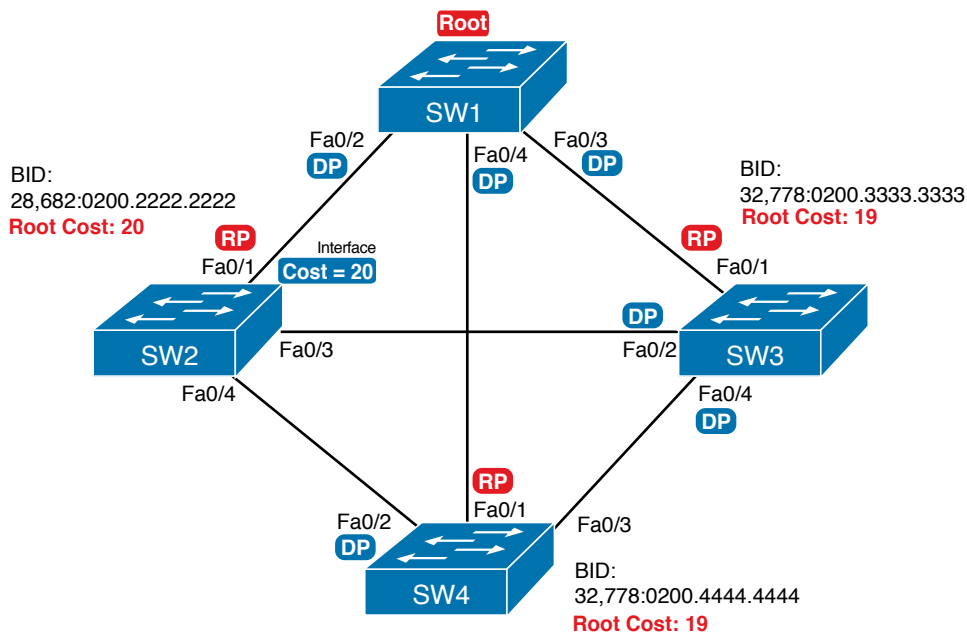 Root
SW1
Fa0/2
DP
Fa0/4
DP
Fa0/3
DP
BID:
28,682:0200.2222.2222
Root Cost: 20
BID:
32,778:0200.3333.3333
Root Cost: 19
RP
Fa0/1
Interface
Cost = 20
RP
Fa0/1
SW2
Fa0/3
Fa0/4
DP
Fa0/2
SW3
Fa0/4
DP
RP
Fa0/1
Fa0/2
DP
Fa0/3
SW4
BID:
32,778:0200.4444.4444
Root Cost: 19